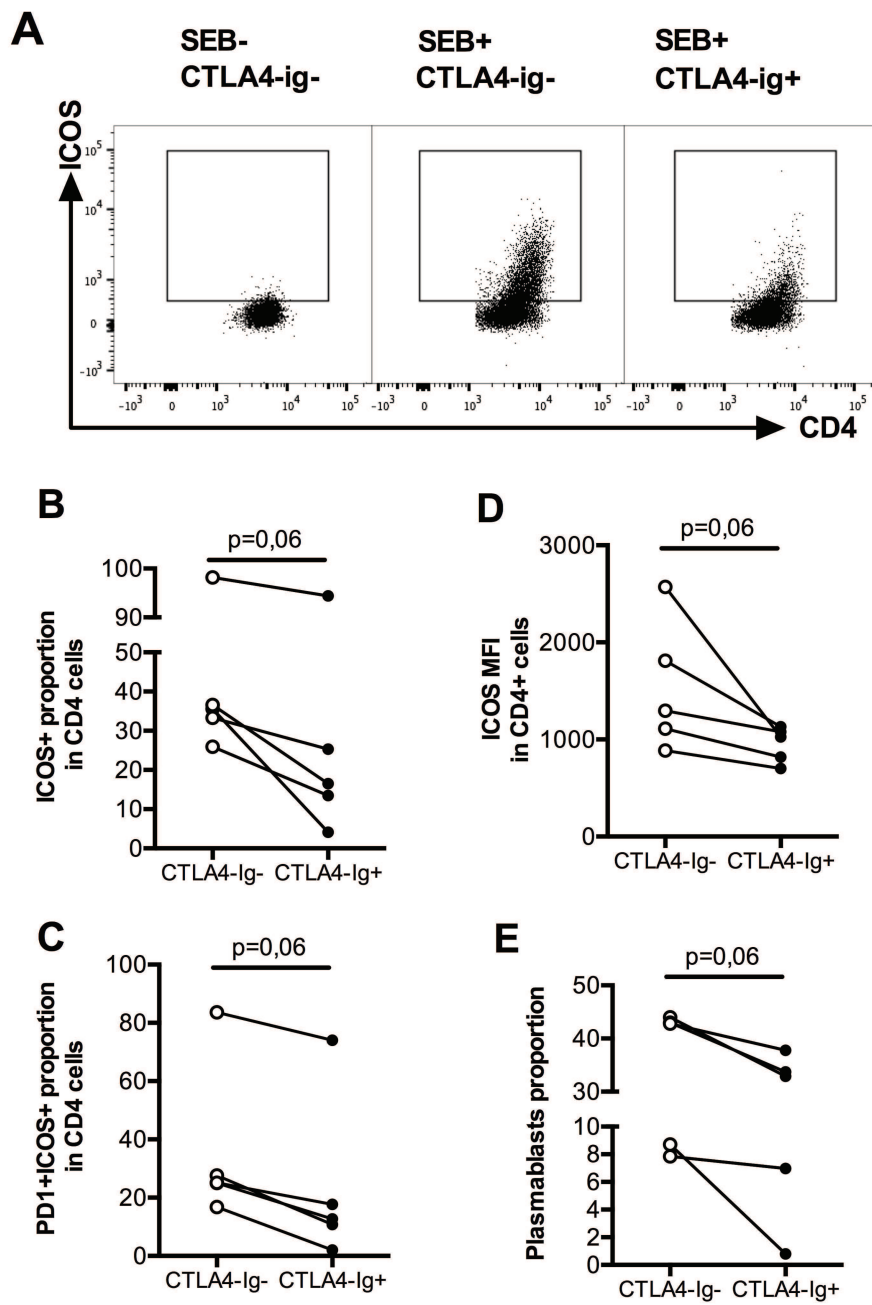 A
SEB-
CTLA4-ig-
SEB+
CTLA4-ig-
SEB+
CTLA4-ig+
ICOS
10^5
10^4
10^3
0
-10^3
-10^3 0 10^3 10^4 10^5
-10^3 0 10^3 10^4 10^5
-10^3 0 10^3 10^4 10^5
CD4
B
p=0,06
ICOS+ proportion
in CD4 cells
100
90
50
40
30
20
10
0
CTLA4-Ig- CTLA4-Ig+
D
p=0,06
ICOS MFI
in CD4+ cells
3000
2000
1000
0
CTLA4-Ig- CTLA4-Ig+
C
p=0,06
PD1+ICOS+ proportion
in CD4 cells
100
80
60
40
20
0
CTLA4-Ig- CTLA4-Ig+
E
p=0,06
Plasmablasts proportion
50
40
30
10
8
6
4
2
0
CTLA4-Ig- CTLA4-Ig+